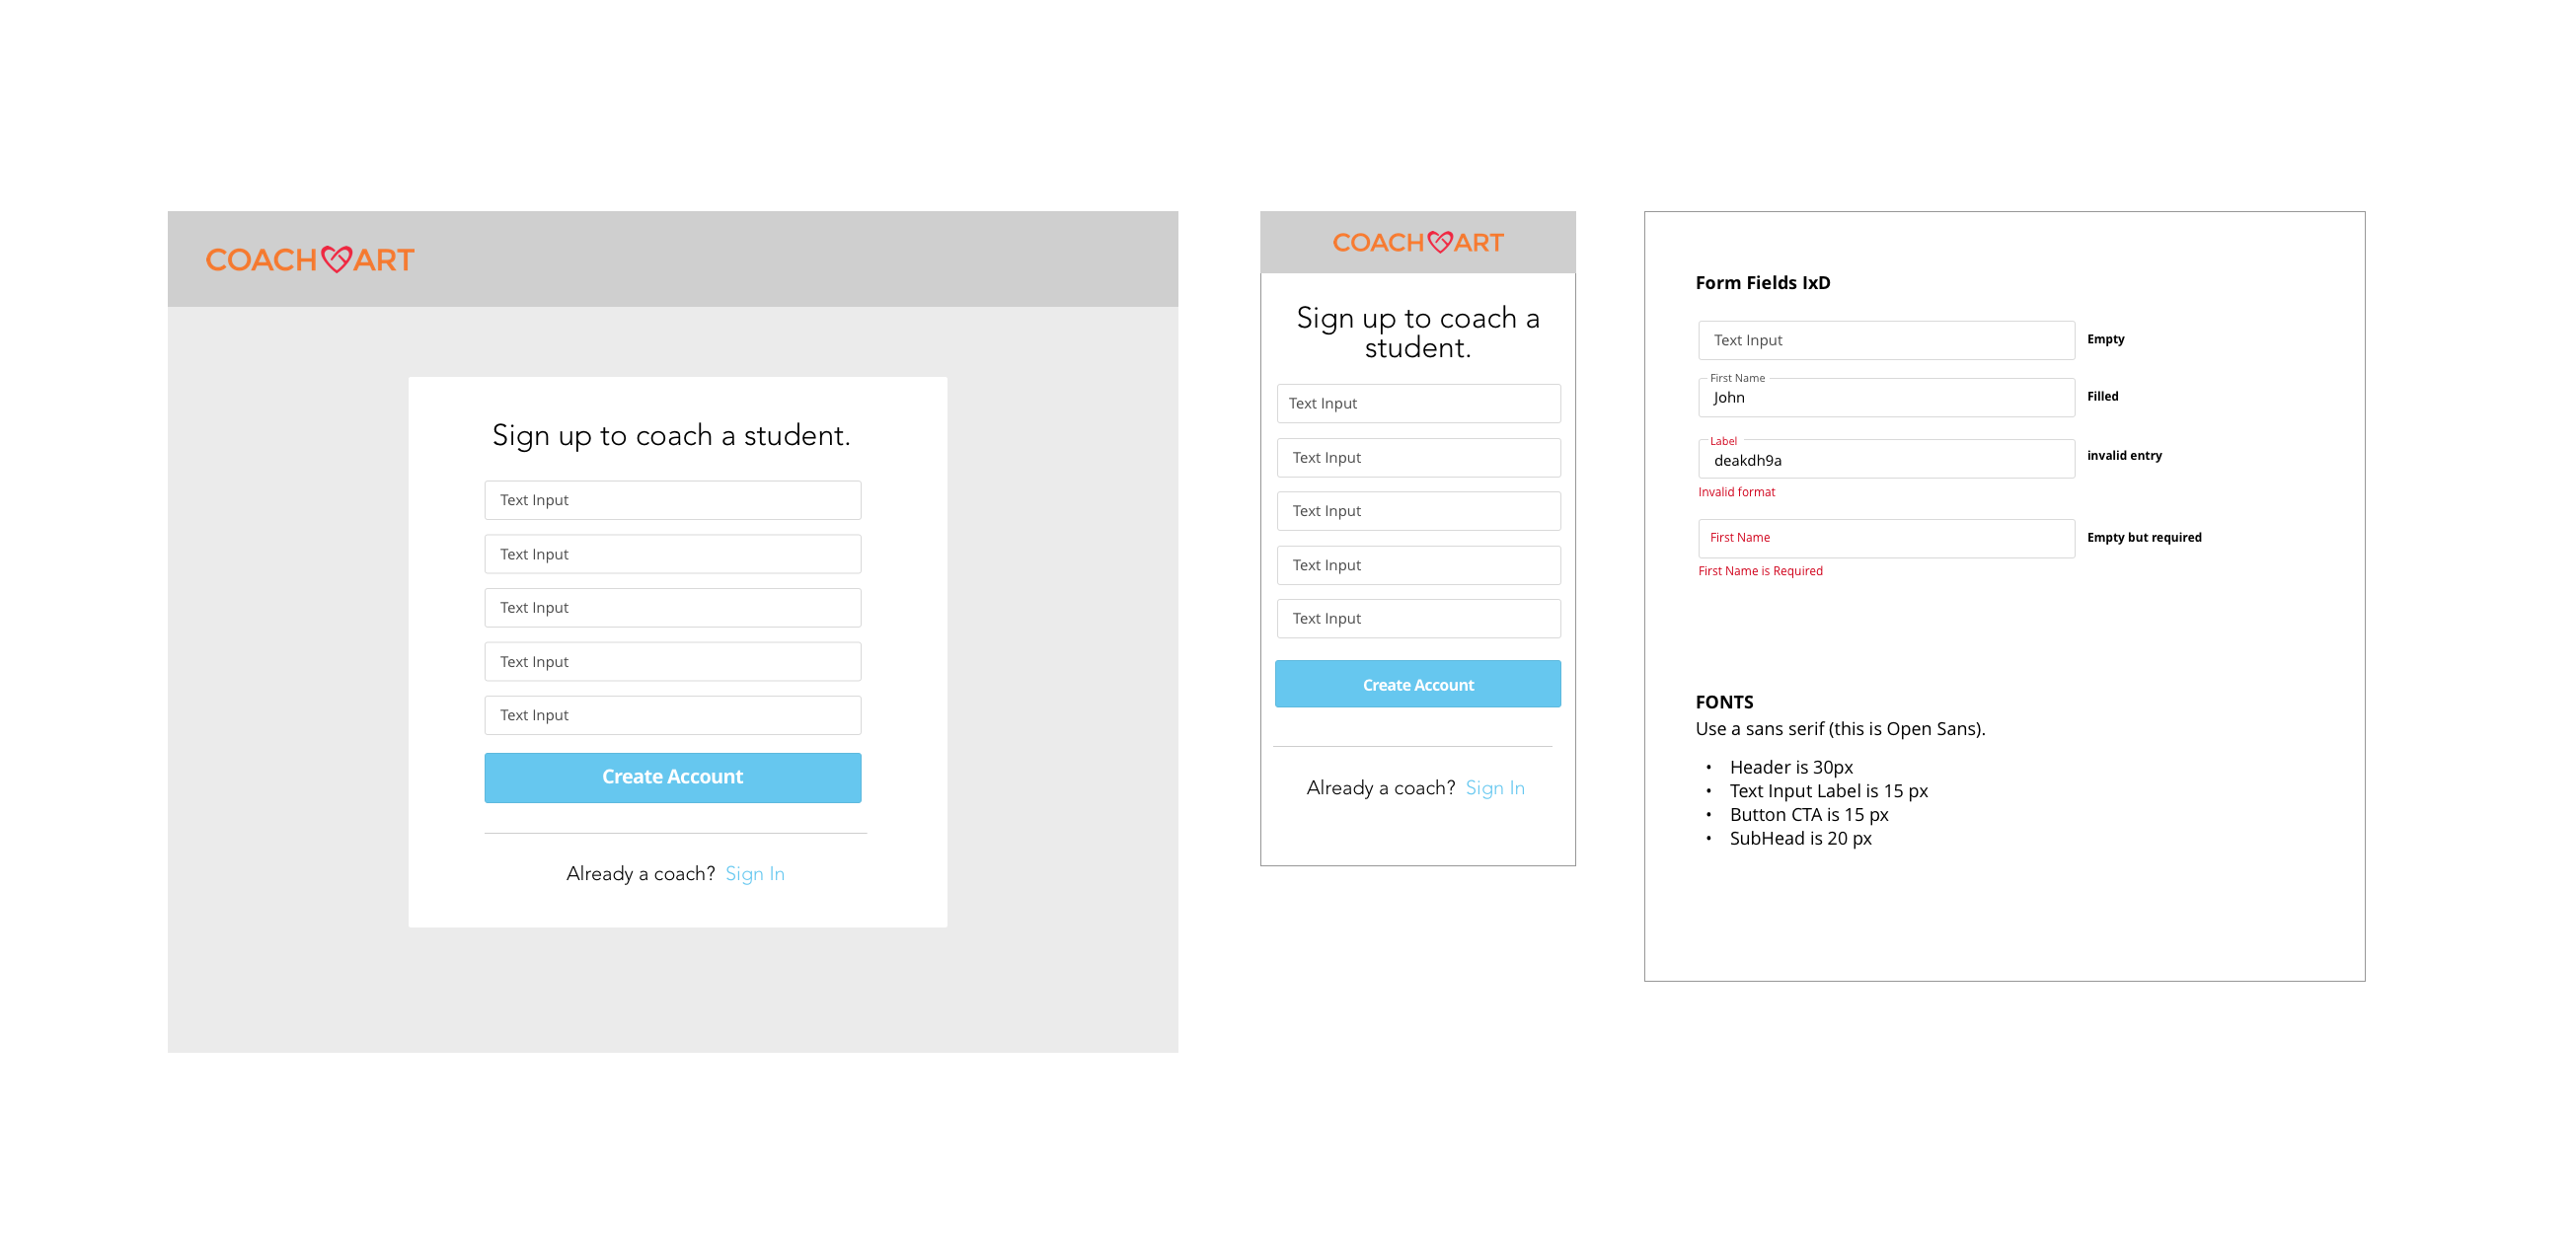 COACH ART
Sign up to coach a student.
Text Input
Text Input
Text Input
Text Input
Text Input
Create Account
Already a coach? Sign In
COACH ART
Sign up to coach a
student.
Text Input
Text Input
Text Input
Text Input
Text Input
Create Account
Already a coach? Sign In
Form Fields IxD
Text Input Empty
First Name
John Filled
Label
deakdh9a invalid entry
Invalid format
First Name Empty but required
First Name is Required
FONTS
Use a sans serif (this is Open Sans).
• Header is 30px
• Text Input Label is 15 px
• Button CTA is 15 px
• SubHead is 20 px